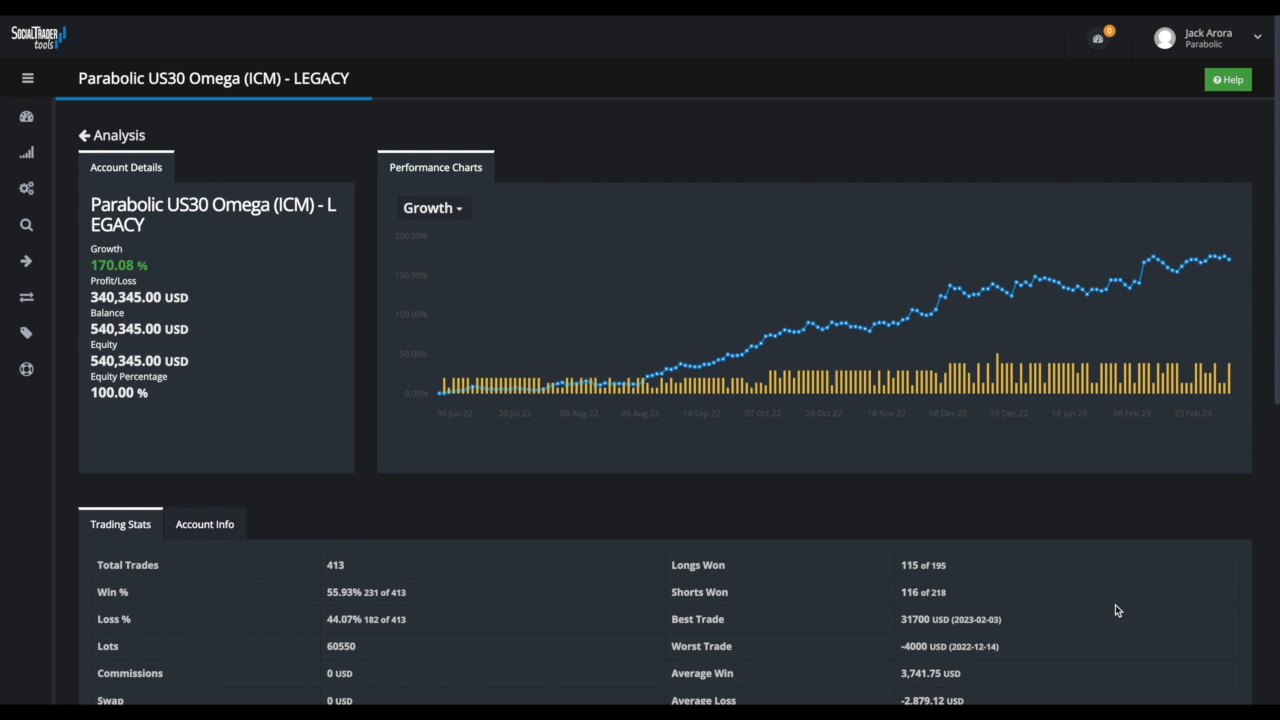 SOCIALTRADER
tools
0
Jack Arora
Parabolic
Parabolic US30 Omega (ICM) - LEGACY
Help
Analysis
Account Details
Parabolic US30 Omega (ICM) - L
EGACY
Growth
170.08 %
Profit/Loss
340,345.00 USD
Balance
540,345.00 USD
Equity
540,345.00 USD
Equity Percentage
100.00 %
Performance Charts
Growth
200.00%
150.00%
100.00%
50.00%
0.00%
30 Jun 22 20 Jul 22 08 Aug 22 26 Aug 22 14 Sep 22 07 Oct 22 28 Oct 22 18 Nov 22 08 Dec 22 29 Dec 22 18 Jan 23 06 Feb 23 23 Feb 23
Trading Stats Account Info
Total Trades 413 Longs Won 115 of 195
Win % 55.93% 231 of 413 Shorts Won 116 of 218
Loss % 44.07% 182 of 413 Best Trade 31700 USD (2023-02-03)
Lots 60550 Worst Trade -4000 USD (2022-12-14)
Commissions 0 USD Average Win 3,741.75 USD
Swap 0 USD Average Loss -2,879.12 USD